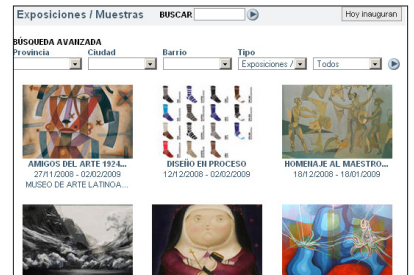 Exposiciones / Muestras BUSCAR Hoy inauguran
BÚSQUEDA AVANZADA
Provincia Ciudad Barrio Tipo
Exposiciones / Todos
AMIGOS DEL ARTE 1924... DISEÑO EN PROCESO HOMENAJE AL MAESTRO...
27/11/2008 - 02/02/2009 12/12/2008 - 02/02/2009 18/12/2008 - 18/01/2009
MUSEO DE ARTE LATINOA...